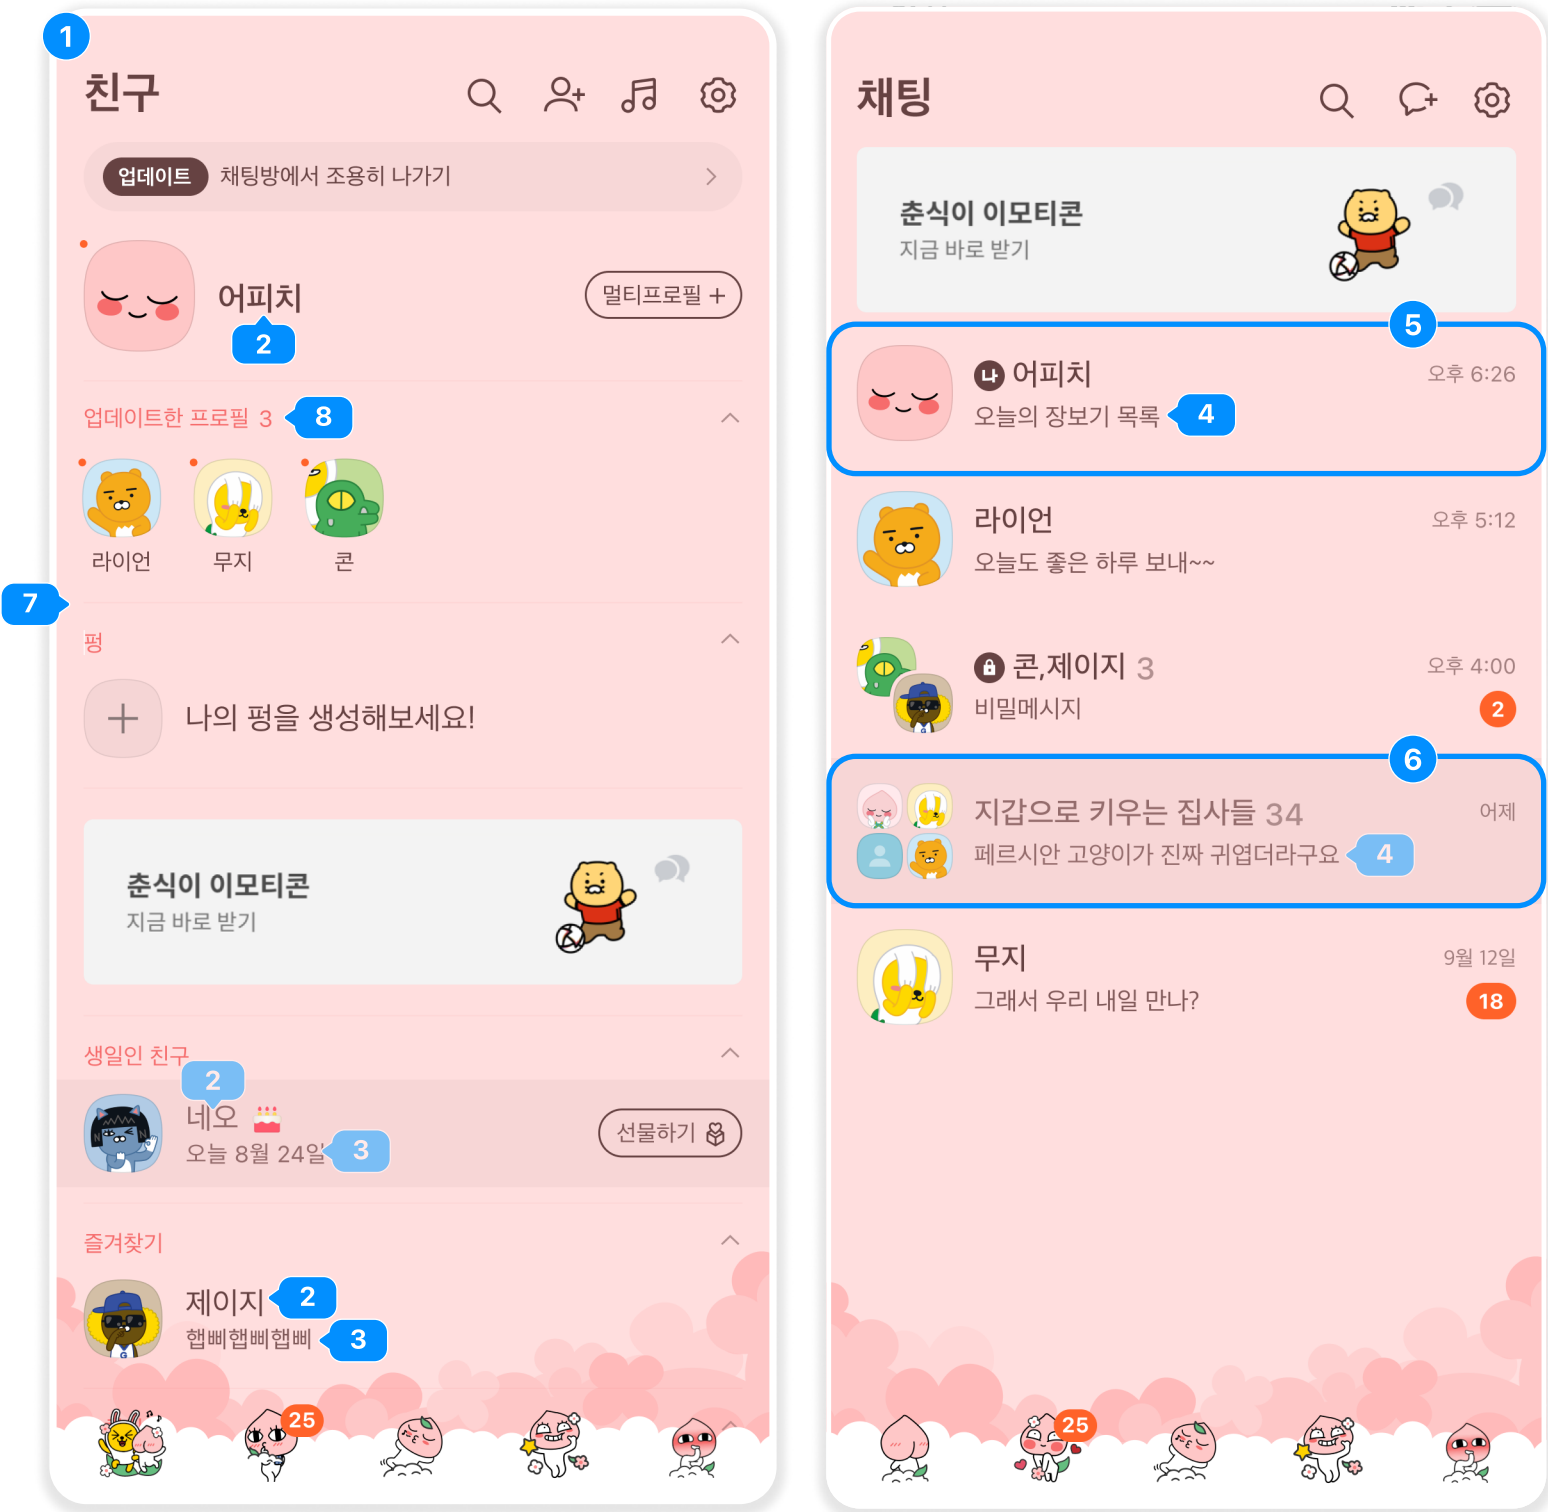 1
친구
업데이트 채팅방에서 조용히 나가기
어피치
멀티프로필 +
2
업데이트한 프로필 3
8
라이언 무지 콘
7
펑
나의 펑을 생성해보세요!
춘식이 이모티콘
지금 바로 받기
생일인 친구
2
네오
오늘 8월 24일
3
선물하기
즐겨찾기
제이지
2
햅삐햅삐햅삐
3
25
채팅
춘식이 이모티콘
지금 바로 받기
5
나 어피치
오후 6:26
오늘의 장보기 목록
4
라이언
오후 5:12
오늘도 좋은 하루 보내~~
콘,제이지 3
오후 4:00
비밀메시지
2
6
지갑으로 키우는 집사들 34
어제
페르시안 고양이가 진짜 귀엽더라구요
4
무지
9월 12일
그래서 우리 내일 만나?
18
25